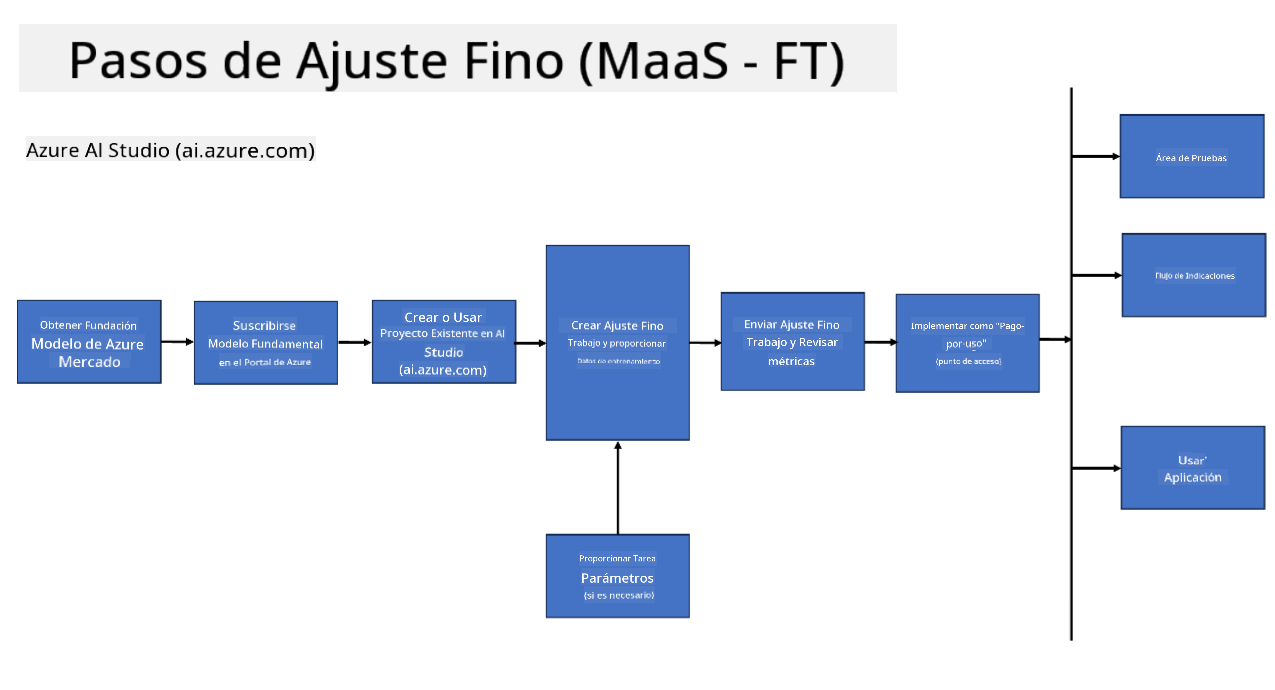 Pasos de Ajuste Fino (MaaS - FT)
Azure AI Studio (ai.azure.com)
Obtener Fundación
Modelo de Azure
Mercado
Suscribirse
Modelo Fundamental
en el Portal de Azure
Crear o Usar
Proyecto Existente en AI
Studio
(ai.azure.com)
Crear Ajuste Fino
Trabajo y proporcionar
Datos de entrenamiento
Proporcionar Tarea
Parámetros
(si es necesario)
Enviar Ajuste Fino
Trabajo y Revisar
métricas
Implementar como "Pago-
por-uso"
(punto de acceso)
Área de Pruebas
Flujo de Indicaciones
Usar
Aplicación